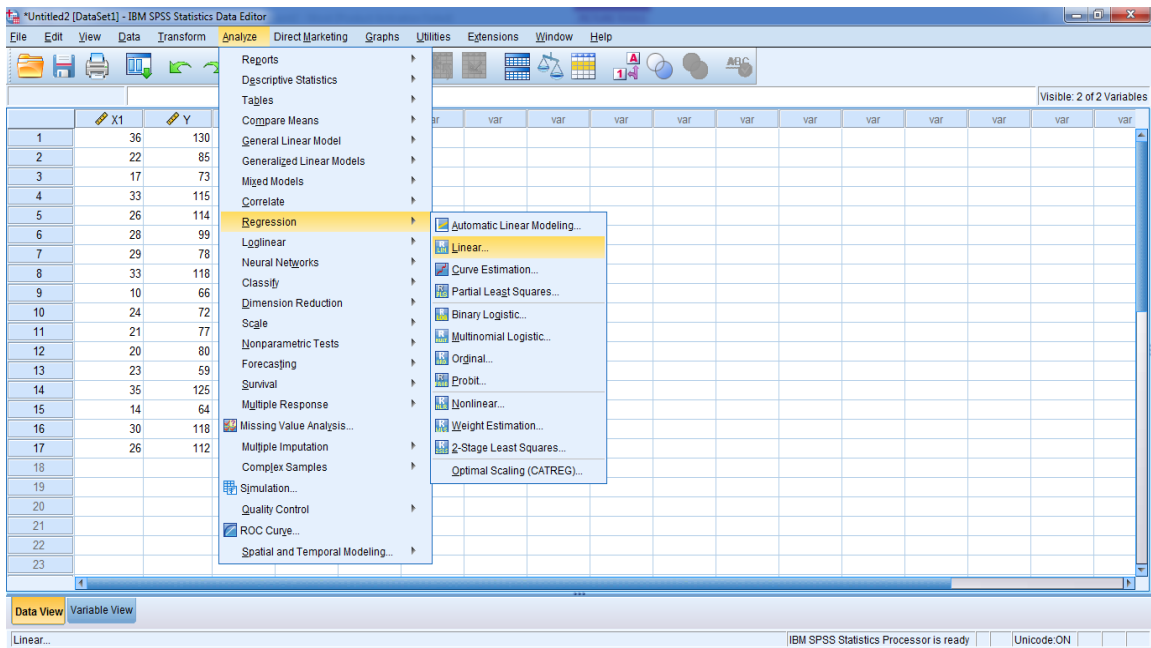 *Untitled2 [DataSet1] - IBM SPSS Statistics Data Editor
File Edit View Data Transform Analyze Direct Marketing Graphs Utilities Extensions Window Help
Visible: 2 of 2 Variables
X1 Y var var var var var var var var var var var
1 36 130
2 22 85
3 17 73
4 33 115
5 26 114
6 28 99
7 29 78
8 33 118
9 10 66
10 24 72
11 21 77
12 20 80
13 23 59
14 35 125
15 14 64
16 30 118
17 26 112
18
19
20
21
22
23
Reports
Descriptive Statistics
Tables
Compare Means
General Linear Model
Generalized Linear Models
Mixed Models
Correlate
Regression
Loglinear
Neural Networks
Classify
Dimension Reduction
Scale
Nonparametric Tests
Forecasting
Survival
Multiple Response
Missing Value Analysis...
Multiple Imputation
Complex Samples
Simulation...
Quality Control
ROC Curve...
Spatial and Temporal Modeling...
Automatic Linear Modeling...
Linear...
Curve Estimation...
Partial Least Squares...
Binary Logistic...
Multinomial Logistic...
Ordinal...
Probit...
Nonlinear...
Weight Estimation...
2-Stage Least Squares...
Optimal Scaling (CATREG)...
Data View Variable View
Linear... IBM SPSS Statistics Processor is ready Unicode:ON